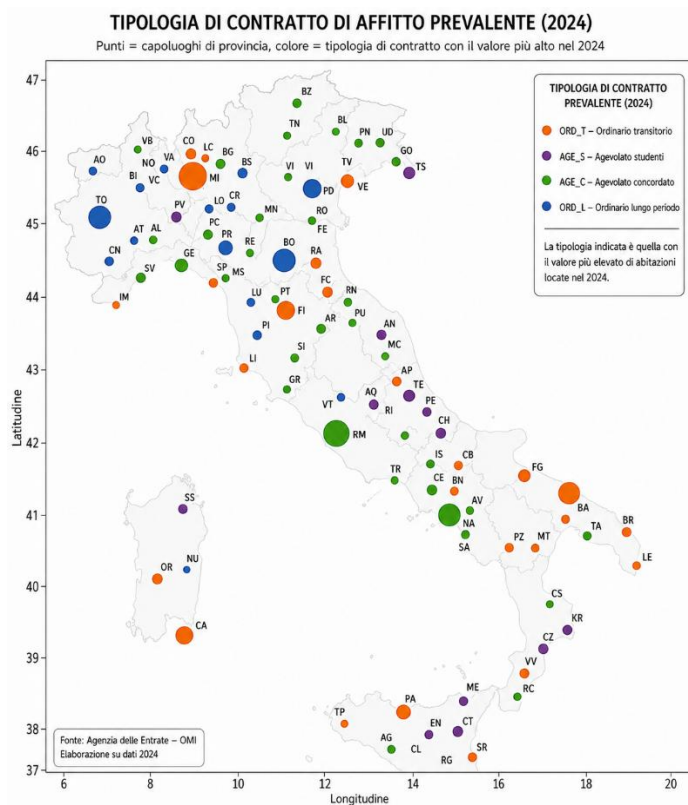 TIPOLOGIA DI CONTRATTO DI AFFITTO PREVALENTE (2024)
Punti = capoluoghi di provincia, colore = tipologia di contratto con il valore più alto nel 2024
TIPOLOGIA DI CONTRATTO
PREVALENTE (2024)
ORD_T – Ordinario transitorio
AGE_S – Agevolato studenti
AGE_C – Agevolato concordato
ORD_L – Ordinario lungo periodo
La tipologia indicata è quella con
il valore più elevato di abitazioni
locate nel 2024.
Latitudine
47
46
45
44
43
42
41
40
39
38
37
BZ
TN
BL
PN
UD
GO
TS
VB
CO
LC
BG
NO
VA
AO
BI
VC
MI
BS
VI
VI
TV
VE
PD
TO
PV
LO
CR
MN
RO
FE
AT
AL
PC
PR
RE
BO
RA
CN
SV
GE
SP
MS
FC
IM
LU
PT
FI
RN
PU
AR
AN
PI
SI
MC
LI
GR
AP
TE
VT
AQ
RI
PE
CH
RM
IS
CB
TR
CE
BN
FG
AV
NA
SA
BA
PZ
MT
TA
BR
LE
SS
OR
NU
CA
CS
KR
CZ
VV
RC
ME
PA
TP
EN
CT
AG
CL
RG
SR
Fonte: Agenzia delle Entrate – OMI
Elaborazione su dati 2024
6
8
10
12
14
16
18
20
Longitudine